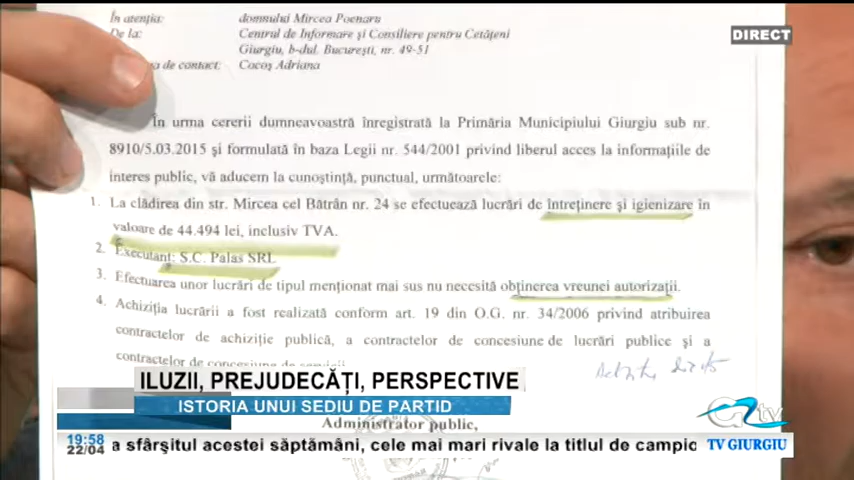 În atenția: domnului Mircea Poenaru
De la: Centrul de Informare și Consiliere pentru Cetățeni
Giurgiu, b-dul. București, nr. 49-51
de contact: Cocoș Adriana
DIRECT
În urma cererii dumneavoastră înregistrată la Primăria Municipiului Giurgiu sub nr.
8910/5.03.2015 și formulată în baza Legii nr. 544/2001 privind liberul acces la informațiile de
interes public, vă aducem la cunoștință, punctual, următoarele:
1. La clădirea din str. Mircea cel Bătrân nr. 24 se efectuează lucrări de întreținere și igienizare în
valoare de 44.494 lei, inclusiv TVA.
2. Executant: S.C. Palas SRL
3. Efectuarea unor lucrări de tipul menționat mai sus nu necesită obținerea vreunei autorizații.
4. Achiziția lucrării a fost realizată conform art. 19 din O.G. nr. 34/2006 privind atribuirea
contractelor de achiziție publică, a contractelor de concesiune de lucrări publice și a
contractelor de concesiune de servicii.
ILUZII, PREJUDECĂȚI, PERSPECTIVE
ISTORIA UNUI SEDIU DE PARTID
Administrator public,
tv
19:58
22/04
a sfârșitul acestei săptămâni, cele mai mari rivale la titlul de campio
TV GIURGIU